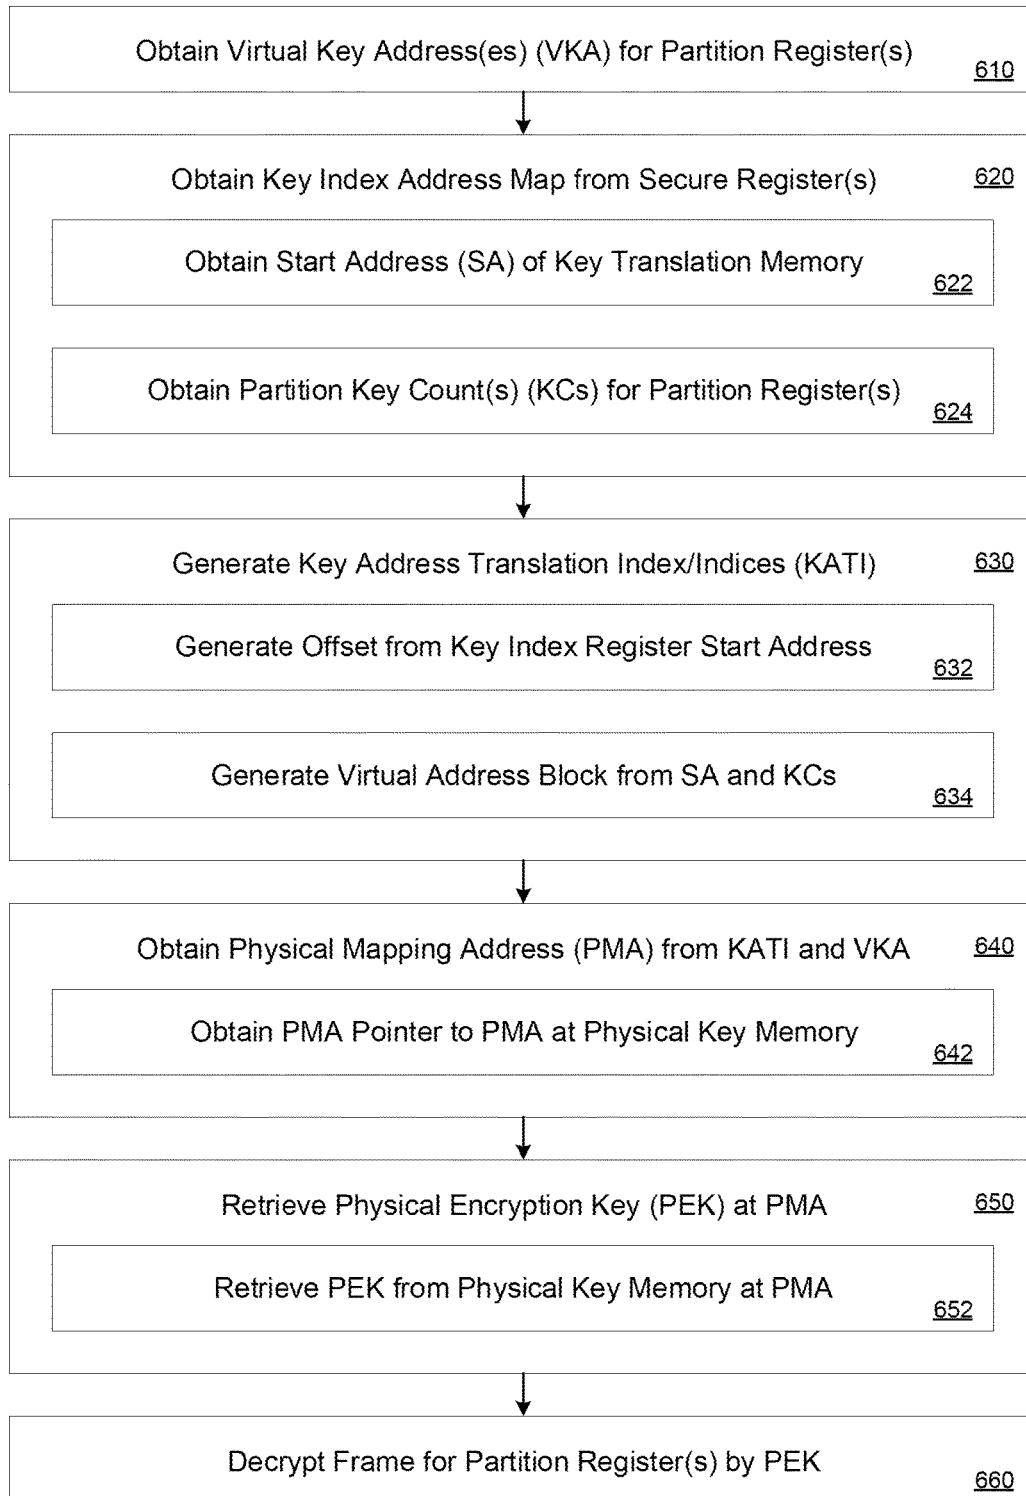 Obtain Virtual Key Address(es) (VKA) for Partition Register(s)
610
Obtain Key Index Address Map from Secure Register(s)
620
Obtain Start Address (SA) of Key Translation Memory
622
Obtain Partition Key Count(s) (KCs) for Partition Register(s)
624
Generate Key Address Translation Index/Indices (KATI)
630
Generate Offset from Key Index Register Start Address
632
Generate Virtual Address Block from SA and KCs
634
Obtain Physical Mapping Address (PMA) from KATI and VKA
640
Obtain PMA Pointer to PMA at Physical Key Memory
642
Retrieve Physical Encryption Key (PEK) at PMA
650
Retrieve PEK from Physical Key Memory at PMA
652
Decrypt Frame for Partition Register(s) by PEK
660